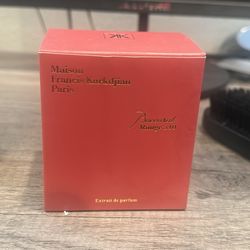 Maison
Francis Kurkdjian
Paris
Baccarat
Rouge 540
Extrait de parfum